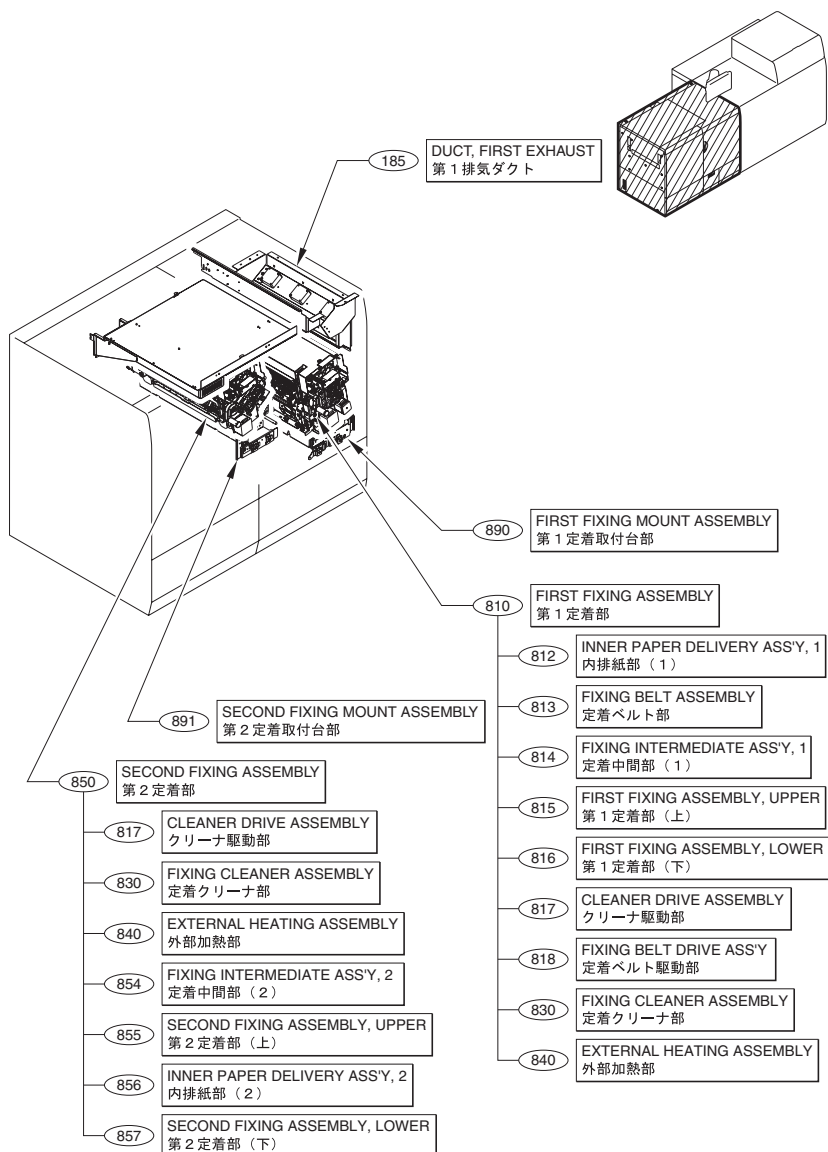 185
DUCT, FIRST EXHAUST
第１排気ダクト
890
FIRST FIXING MOUNT ASSEMBLY
第１定着取付台部
810
FIRST FIXING ASSEMBLY
第１定着部
812
INNER PAPER DELIVERY ASS'Y, 1
内排紙部（１）
813
FIXING BELT ASSEMBLY
定着ベルト部
814
FIXING INTERMEDIATE ASS'Y, 1
定着中間部（１）
815
FIRST FIXING ASSEMBLY, UPPER
第１定着部（上）
816
FIRST FIXING ASSEMBLY, LOWER
第１定着部（下）
817
CLEANER DRIVE ASSEMBLY
クリーナ駆動部
818
FIXING BELT DRIVE ASS'Y
定着ベルト駆動部
830
FIXING CLEANER ASSEMBLY
定着クリーナ部
840
EXTERNAL HEATING ASSEMBLY
外部加熱部
891
SECOND FIXING MOUNT ASSEMBLY
第２定着取付台部
850
SECOND FIXING ASSEMBLY
第２定着部
817
CLEANER DRIVE ASSEMBLY
クリーナ駆動部
830
FIXING CLEANER ASSEMBLY
定着クリーナ部
840
EXTERNAL HEATING ASSEMBLY
外部加熱部
854
FIXING INTERMEDIATE ASS'Y, 2
定着中間部（２）
855
SECOND FIXING ASSEMBLY, UPPER
第２定着部（上）
856
INNER PAPER DELIVERY ASS'Y, 2
内排紙部（２）
857
SECOND FIXING ASSEMBLY, LOWER
第２定着部（下）